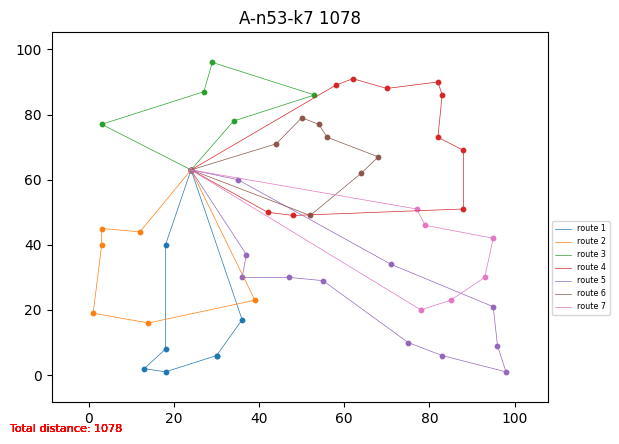 A-n53-k7 1078
100
80
60
40
20
0
0 20 40 60 80 100
route 1
route 2
route 3
route 4
route 5
route 6
route 7
Total distance: 1078